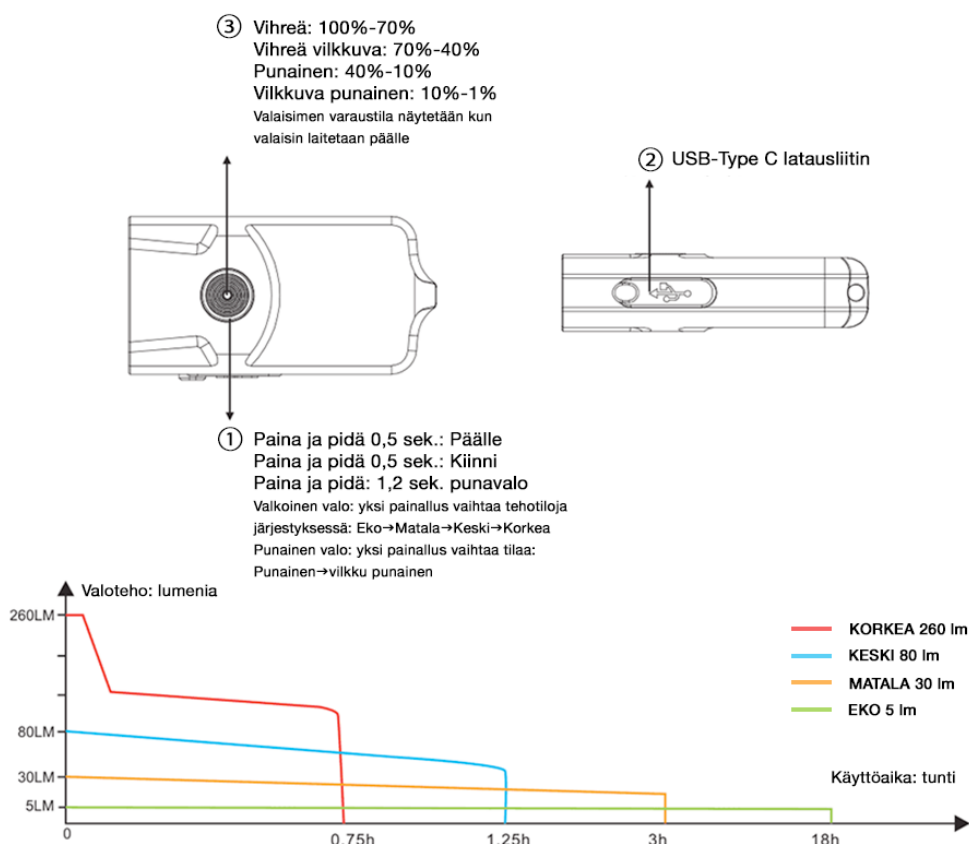 ③ Vihreä: 100%-70%
Vihreä vilkkuva: 70%-40%
Punainen: 40%-10%
Vilkkuva punainen: 10%-1%
Valaisimen varaustila näytetään kun
valaisin laitetaan päälle
② USB-Type C latausliitin
① Paina ja pidä 0,5 sek.: Päälle
Paina ja pidä 0,5 sek.: Kiinni
Paina ja pidä: 1,2 sek. punavalo
Valkoinen valo: yksi painallus vaihtaa tehotiloja
järjestyksessä: Eko→Matala→Keski→Korkea
Punainen valo: yksi painallus vaihtaa tilaa:
Punainen→vilkku punainen
Valoteho: lumenia
260LM
80LM
30LM
5LM
KORKEA 260 lm
KESKI 80 lm
MATALA 30 lm
EKO 5 lm
Käyttöaika: tunti
0 0.75h 1.25h 3h 18h